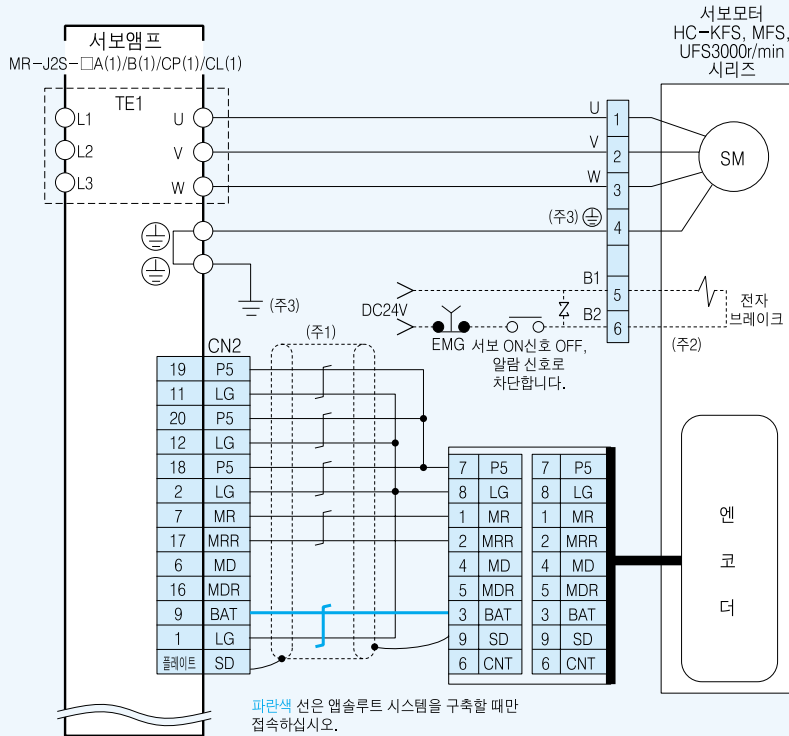 서보앰프
MR-J2S-□A(1)/B(1)/CP(1)/CL(1)
TE1
L1
L2
L3
U
V
W
서보모터
HC-KFS, MFS,
UFS3000r/min
시리즈
U 1
V 2
W 3
(주3) 4
SM
B1 5
B2 6
DC24V
EMG
서보 ON신호 OFF,
알람 신호로
차단합니다.
전자
브레이크
(주2)
(주3)
(주1)
CN2
19 P5
11 LG
20 P5
12 LG
18 P5
2 LG
7 MR
17 MRR
6 MD
16 MDR
9 BAT
1 LG
플레이트 SD
7 P5 7 P5
8 LG 8 LG
1 MR 1 MR
2 MRR 2 MRR
4 MD 4 MD
5 MDR 5 MDR
3 BAT 3 BAT
9 SD 9 SD
6 CNT 6 CNT
엔
코
더
파란색 선은 앱솔루트 시스템을 구축할 때만
접속하십시오.